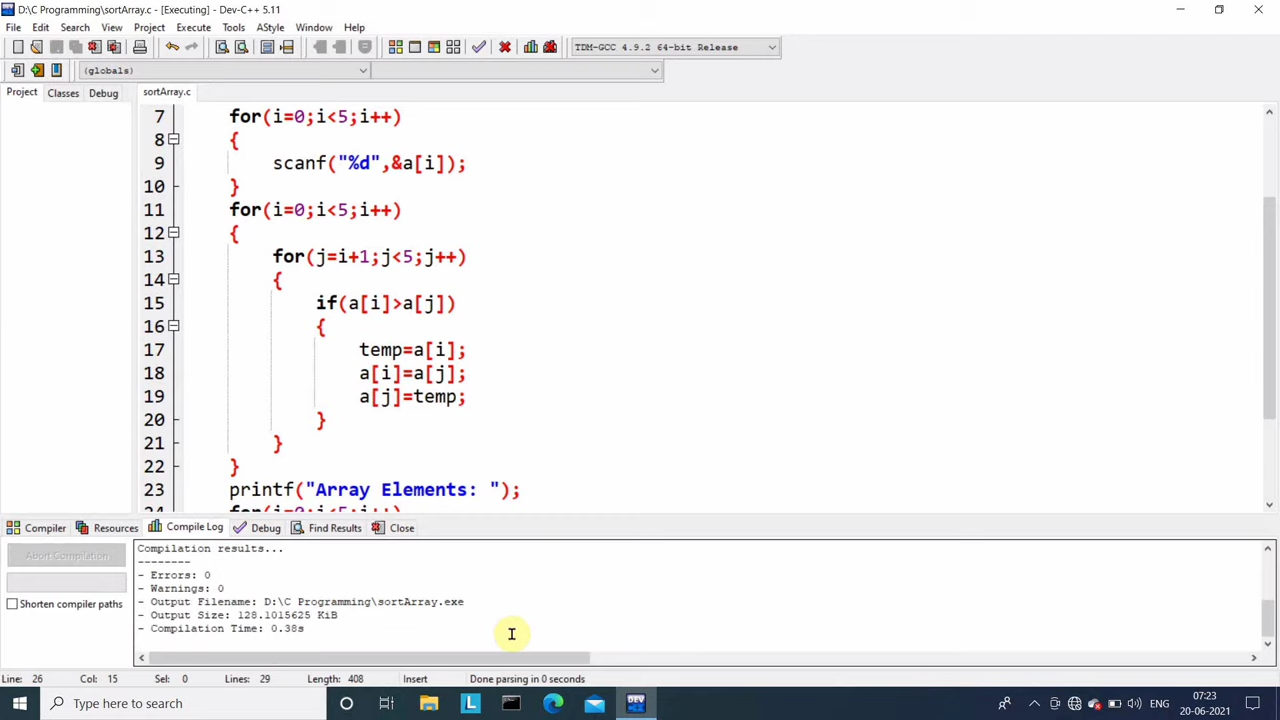 D:\C Programming\sortArray.c - [Executing] - Dev-C++ 5.11
File Edit Search View Project Execute Tools AStyle Window Help
TDM-GCC 4.9.2 64-bit Release
(globals)
Project Classes Debug
sortArray.c
7 for(i=0;i<5;i++)
8 {
9 scanf("%d",&a[i]);
10 }
11 for(i=0;i<5;i++)
12 {
13 for(j=i+1;j<5;j++)
14 {
15 if(a[i]>a[j])
16 {
17 temp=a[i];
18 a[i]=a[j];
19 a[j]=temp;
20 }
21 }
22 }
23 printf("Array Elements: ");
24 for(i=0;i<5;i++)
Compiler Resources Compile Log Debug Find Results Close
Abort Compilation
Shorten compiler paths
Compilation results...
--------
- Errors: 0
- Warnings: 0
- Output Filename: D:\C Programming\sortArray.exe
- Output Size: 128.1015625 KiB
- Compilation Time: 0.38s
Line: 26 Col: 15 Sel: 0 Lines: 29 Length: 408 Insert Done parsing in 0 seconds
Type here to search
ENG
07:23
20-06-2021